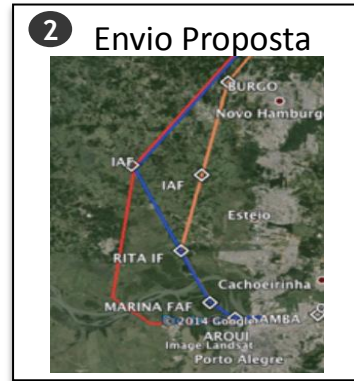 2 Envio Proposta
BURGO
Novo Hamburg
IAF
IAF
Esteio
RITA IF
Cachoeirinha
MARINA FAF
© 2014 Google
SAMBA
Image Landsat
ARQUI
Porto Alegre